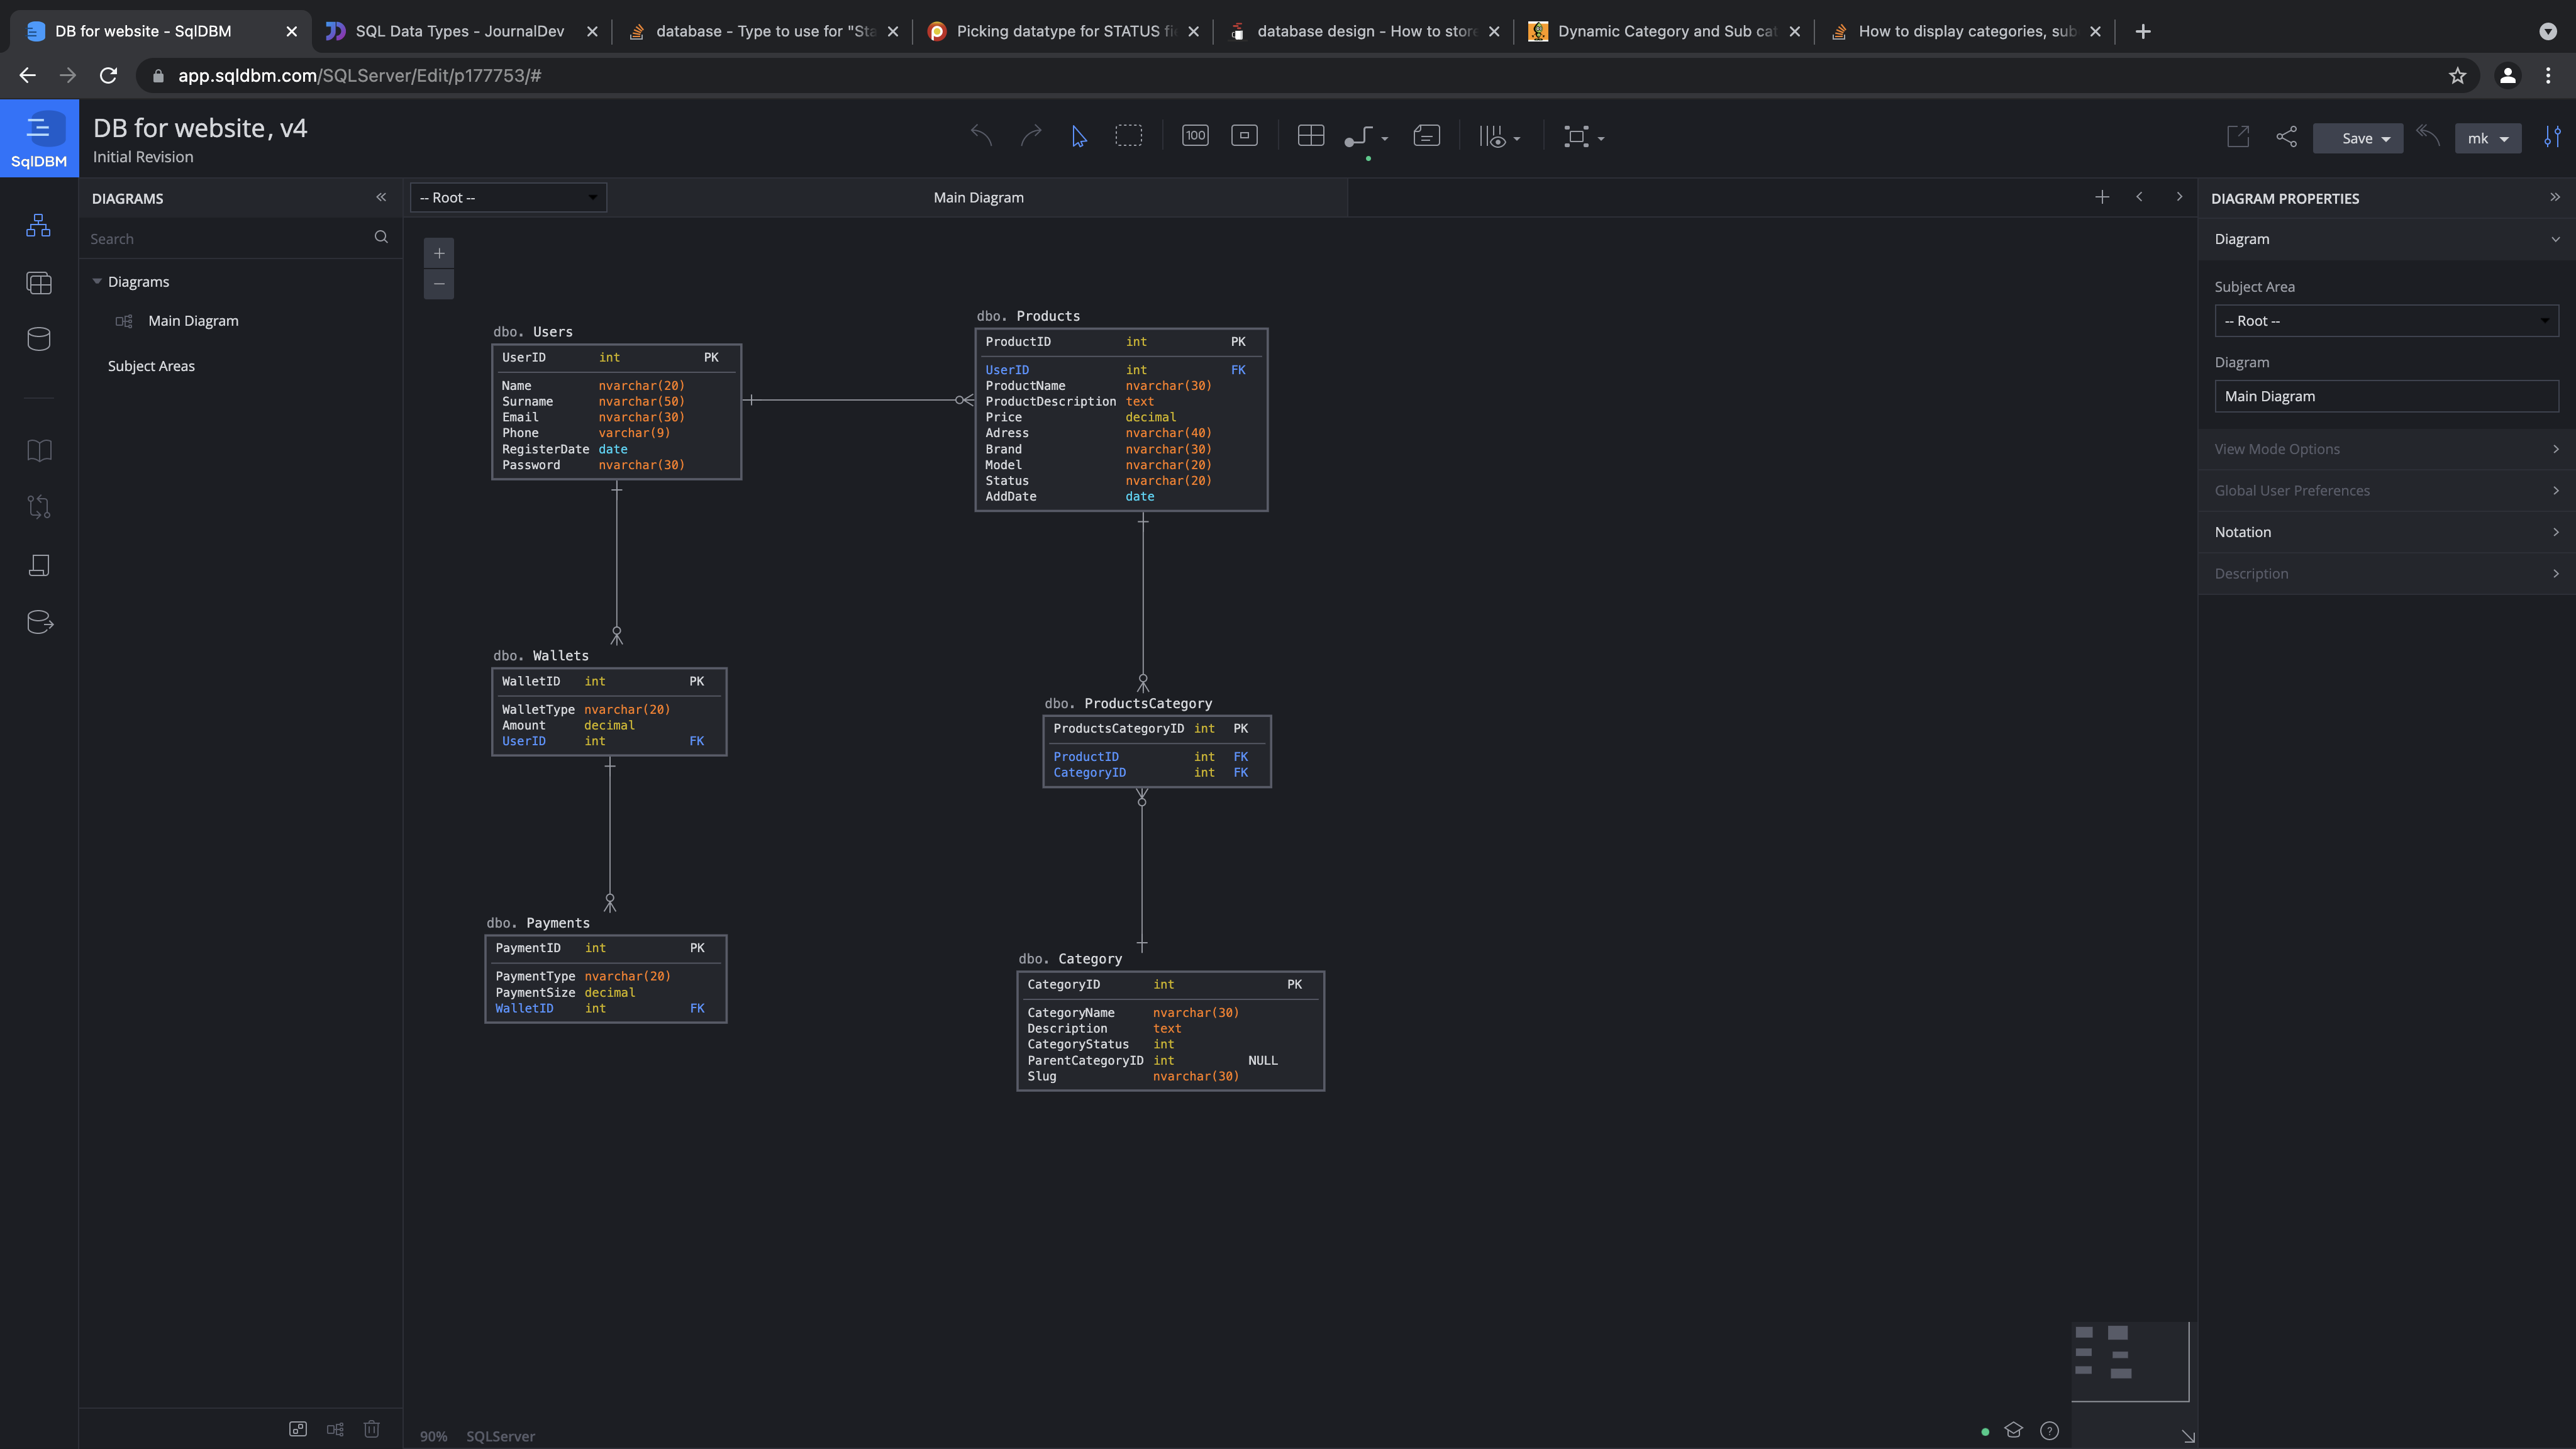 DB for website - SqlDBM
SQL Data Types - JournalDev
database - Type to use for "Sta
Picking datatype for STATUS fi
database design - How to store
Dynamic Category and Sub cat
How to display categories, sub
app.sqldbm.com/SQLServer/Edit/p177753/#
SqlDBM
DB for website, v4
Initial Revision
100
Save
mk
DIAGRAMS
-- Root --
Main Diagram
DIAGRAM PROPERTIES
Search
Diagrams
Main Diagram
Subject Areas
Diagram
Subject Area
-- Root --
Diagram
Main Diagram
View Mode Options
Global User Preferences
Notation
Description
dbo. Users
UserID int PK
Name nvarchar(20)
Surname nvarchar(50)
Email nvarchar(30)
Phone varchar(9)
RegisterDate date
Password nvarchar(30)
dbo. Products
ProductID int PK
UserID int FK
ProductName nvarchar(30)
ProductDescription text
Price decimal
Adress nvarchar(40)
Brand nvarchar(30)
Model nvarchar(20)
Status nvarchar(20)
AddDate date
dbo. Wallets
WalletID int PK
WalletType nvarchar(20)
Amount decimal
UserID int FK
dbo. ProductsCategory
ProductsCategoryID int PK
ProductID int FK
CategoryID int FK
dbo. Payments
PaymentID int PK
PaymentType nvarchar(20)
PaymentSize decimal
WalletID int FK
dbo. Category
CategoryID int PK
CategoryName nvarchar(30)
Description text
CategoryStatus int
ParentCategoryID int NULL
Slug nvarchar(30)
90% SQLServer